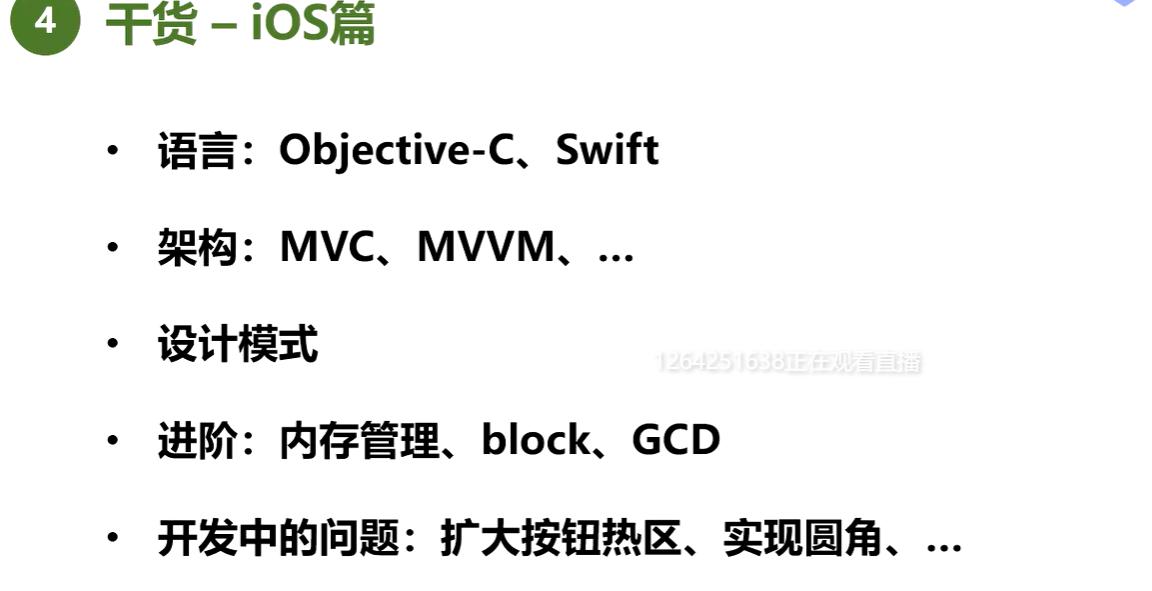 4 干货 – iOS篇
• 语言：Objective-C、Swift
• 架构：MVC、MVVM、...
• 设计模式
1264251638正在观看直播
• 进阶：内存管理、block、GCD
• 开发中的问题：扩大按钮热区、实现圆角、...